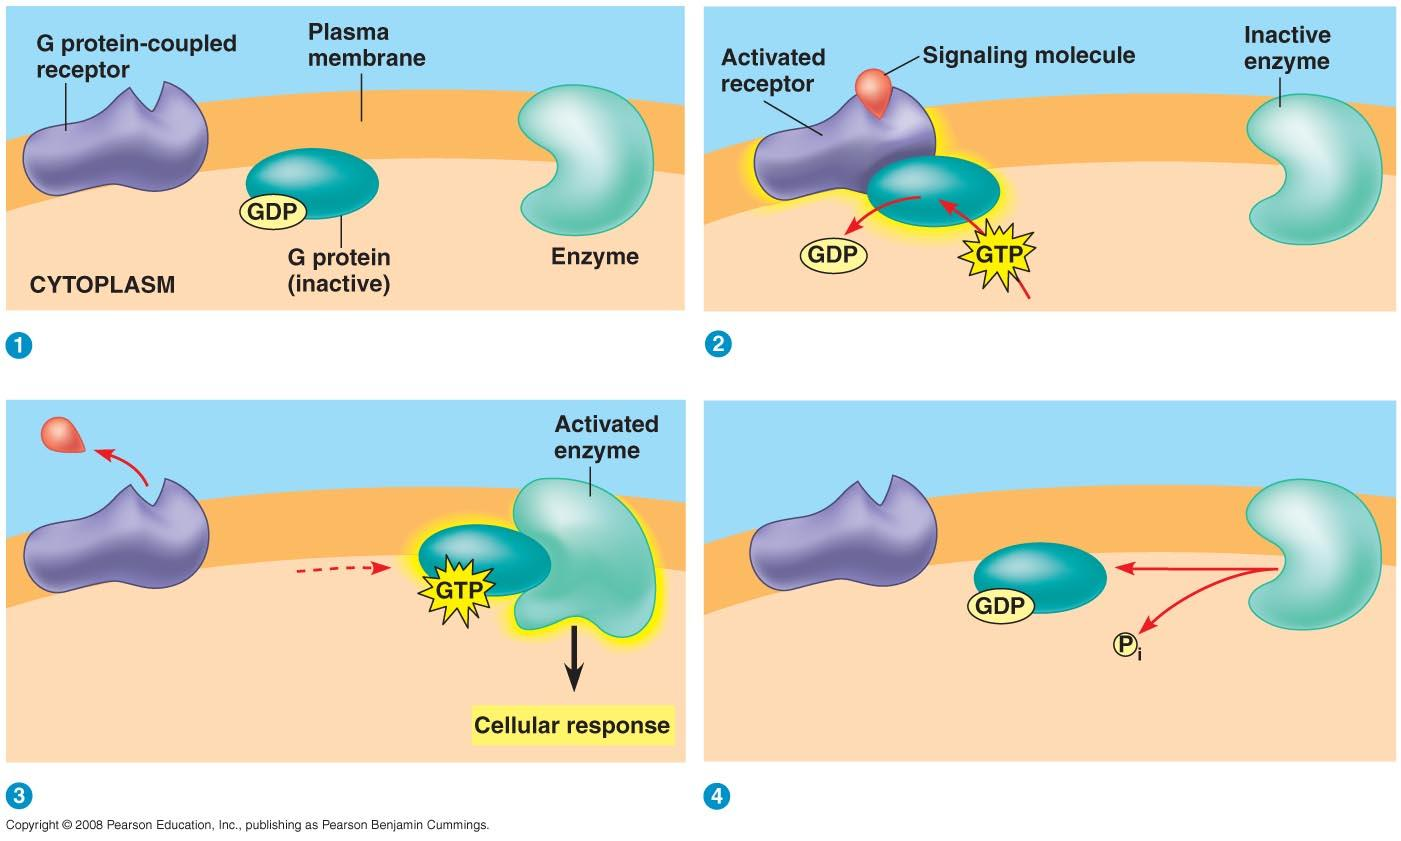 G protein-coupled
receptor
Plasma
membrane
GDP
G protein
(inactive)
Enzyme
CYTOPLASM
1
Activated
receptor
Signaling molecule
Inactive
enzyme
GDP
GTP
2
Activated
enzyme
GTP
Cellular response
3
GDP
Pi
4
Copyright © 2008 Pearson Education, Inc., publishing as Pearson Benjamin Cummings.